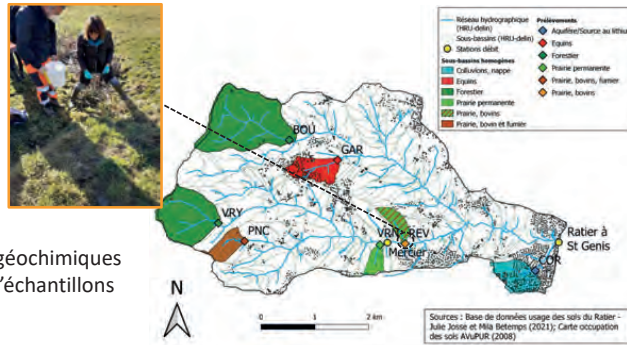 Réseau hydrographique
(HRU-delin)
Sous-bassins (HRU-delin)
Stations débit
Sous-bassins homogènes
Colluvions, nappe
Equins
Forestier
Prairie permanente
Prairie, bovins
Prairie, bovin et fumier
Prélèvements
Aquifère/Source au lithiu
Equins
Forestier
Prairie permanente
Prairie, bovins, fumier
Prairie, bovins
BOU
GAR
VRY
PNC
VRN
REV
Mercier
Ratier à
St Genis
COR
géochimiques
'échantillons
N
0 1 2 km
Sources : Base de données usage des sols du Ratier -
Julie Josse et Mila Betemps (2021); Carte occupation
des sols AVuPUR (2008)